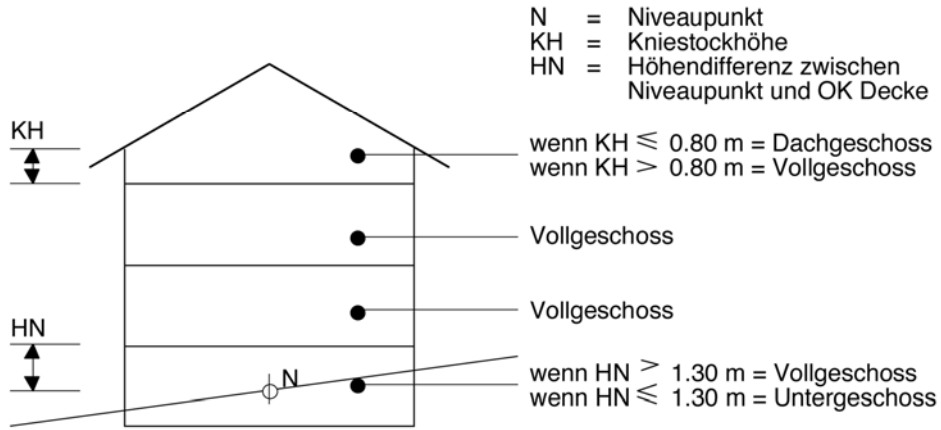 N = Niveaupunkt
KH = Kniestockhöhe
HN = Höhendifferenz zwischen
Niveaupunkt und OK Decke
KH
wenn KH ≤ 0.80 m = Dachgeschoss
wenn KH > 0.80 m = Vollgeschoss
Vollgeschoss
Vollgeschoss
HN
N
wenn HN > 1.30 m = Vollgeschoss
wenn HN ≤ 1.30 m = Untergeschoss